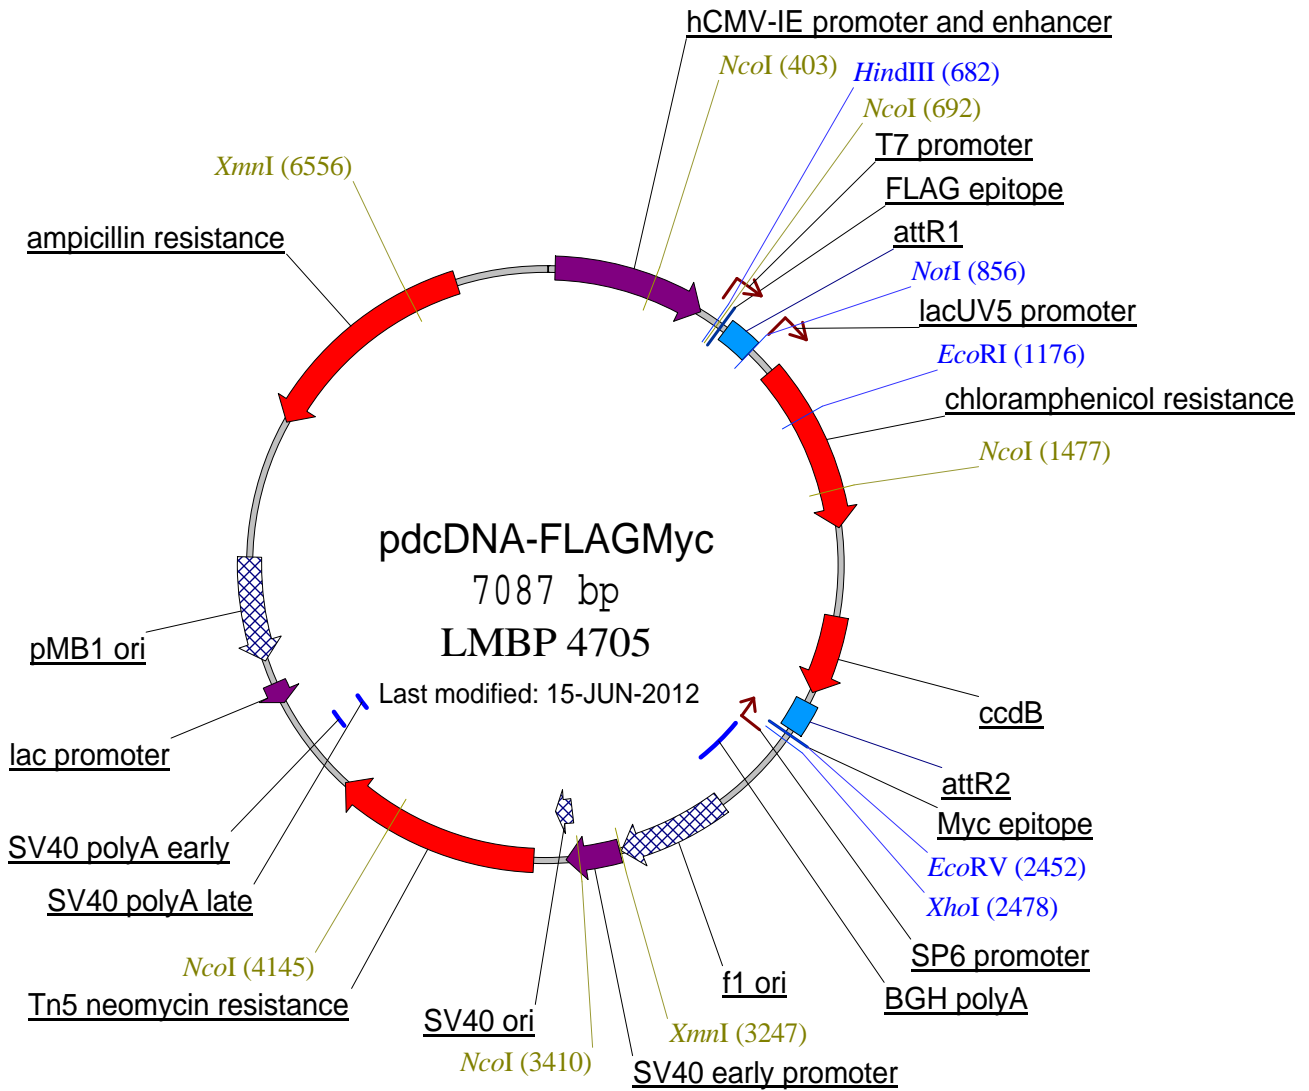 hCMV-IE promoter and enhancer
NcoI (403)
HindIII (682)
NcoI (692)
T7 promoter
FLAG epitope
attR1
NotI (856)
lacUV5 promoter
EcoRI (1176)
chloramphenicol resistance
NcoI (1477)
XmnI (6556)
ampicillin resistance
pdcDNA-FLAGMyc
7087 bp
LMBP 4705
Last modified: 15-JUN-2012
pMB1 ori
lac promoter
SV40 polyA early
SV40 polyA late
NcoI (4145)
Tn5 neomycin resistance
SV40 ori
NcoI (3410)
SV40 early promoter
XmnI (3247)
f1 ori
BGH polyA
SP6 promoter
XhoI (2478)
EcoRV (2452)
Myc epitope
attR2
ccdB